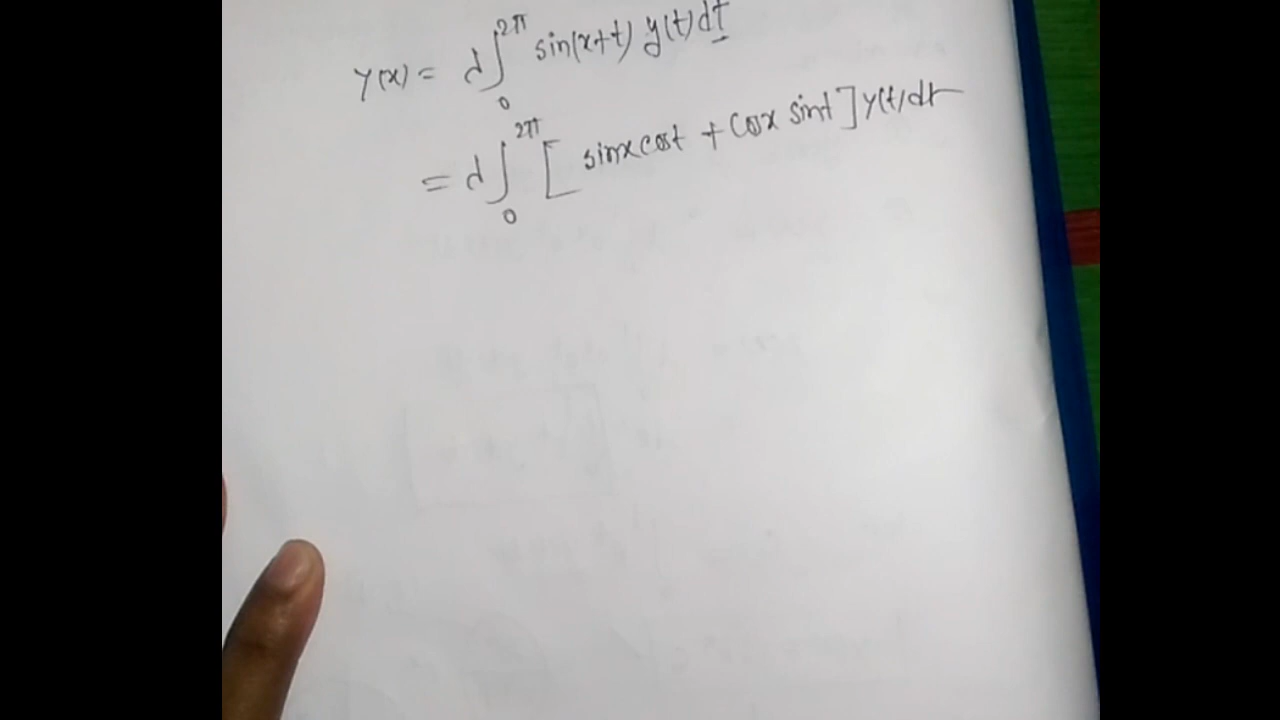 y(x) = d∫₀^2π sin(x+t) y(t) dt
= d∫₀^2π [ sinx cost + cosx sint ] y(t) dt